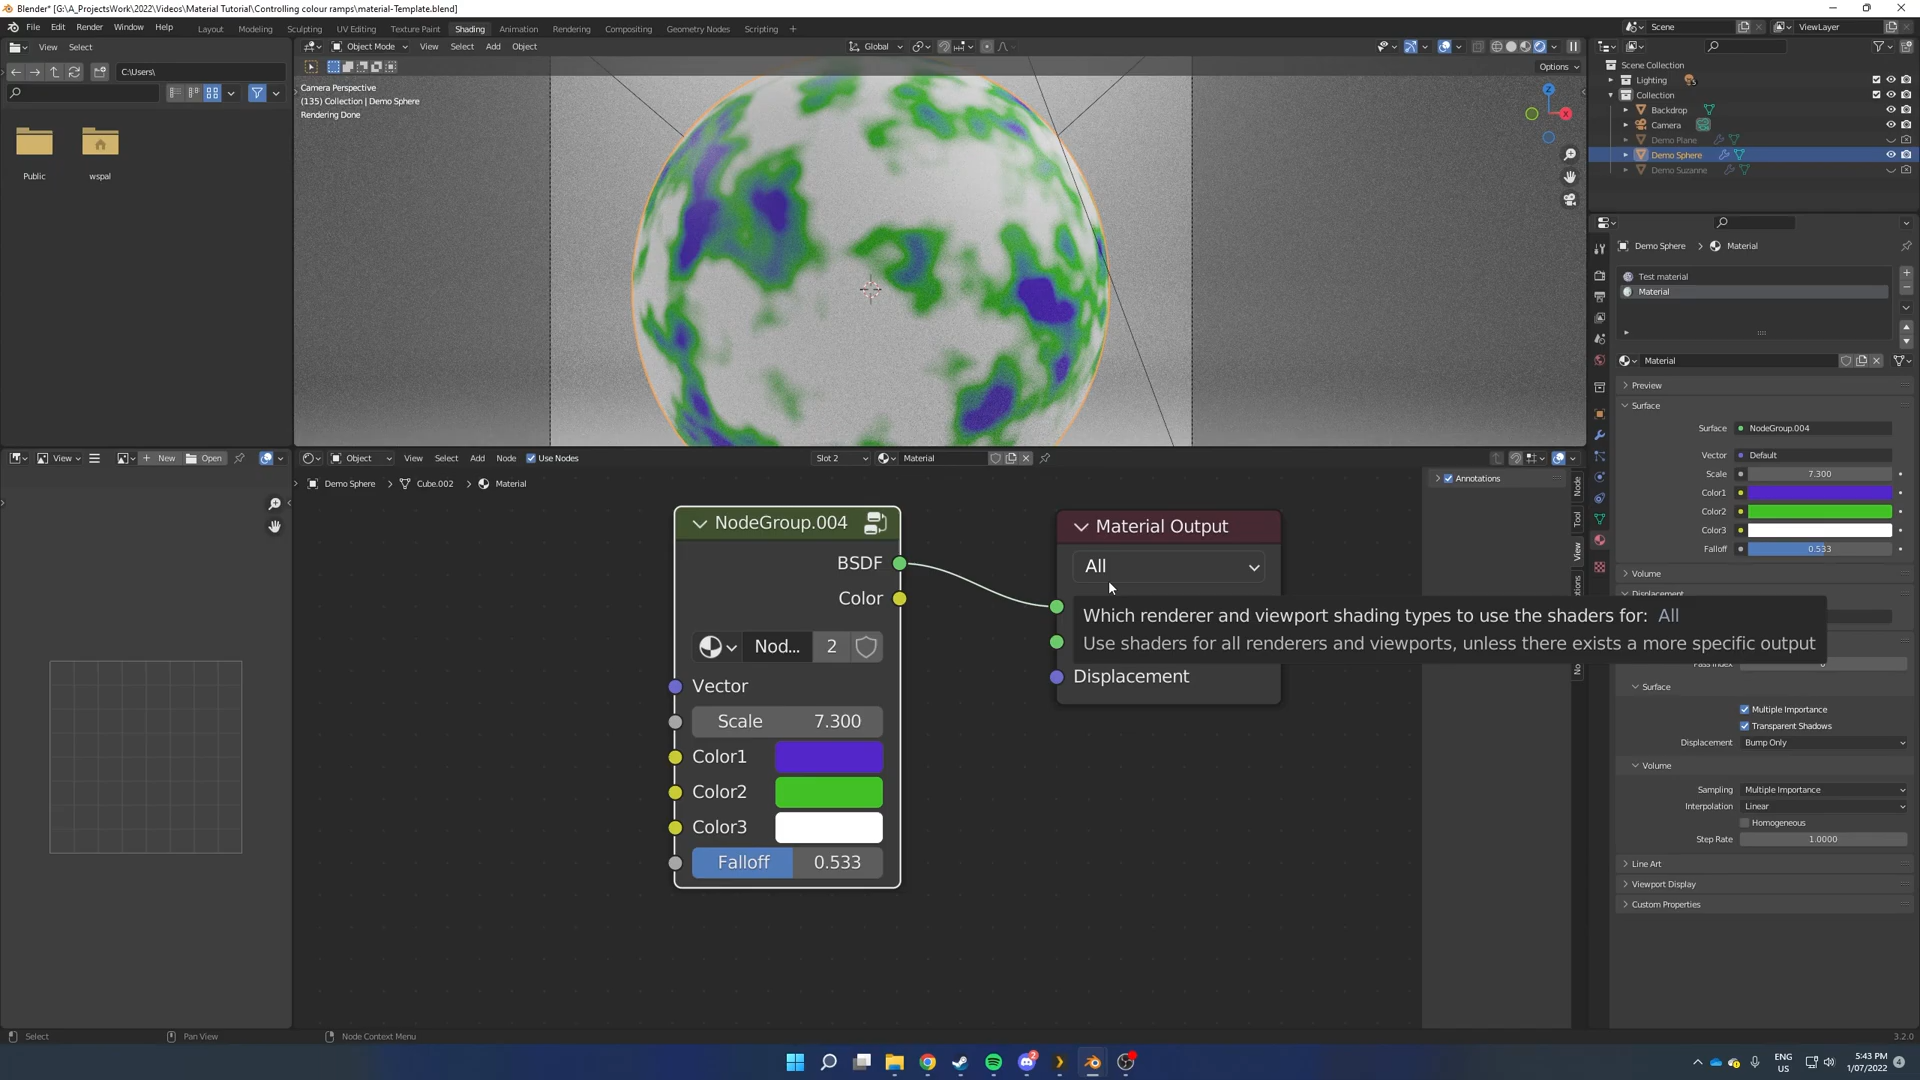 Blender* [G:\A_ProjectsWork\2022\Videos\Material Tutorial\Controlling colour ramps\material-Template.blend]
File Edit Render Window Help Layout Modeling Sculpting UV Editing Texture Paint Shading Animation Rendering Compositing Geometry Nodes Scripting + Scene ViewLayer
View Select Object Mode View Select Add Object Global
C:\Users\ Options
Camera Perspective
(135) Collection | Demo Sphere
Rendering Done
Public wspal
Scene Collection
Lighting
Collection
Backdrop
Camera
Demo Plane
Demo Sphere
Demo Suzanne
Demo Sphere > Material
Test material
Material
Material
Preview
Surface
Surface NodeGroup.004
Vector Default
Scale 7.300
Color1
Color2
Color3
Falloff 0.533
Volume
Displacement
View New Open Object View Select Add Node Use Nodes Slot 2 Material
Demo Sphere > Cube.002 > Material
Annotations
Node
Tool
View
NodeGroup.004
BSDF
Color
Nod... 2
Vector
Scale 7.300
Color1
Color2
Color3
Falloff 0.533
Material Output
All
Which renderer and viewport shading types to use the shaders for: All
Use shaders for all renderers and viewports, unless there exists a more specific output
Displacement
Surface
Multiple Importance
Transparent Shadows
Displacement Bump Only
Volume
Sampling Multiple Importance
Interpolation Linear
Homogeneous
Step Rate 1.0000
Line Art
Viewport Display
Custom Properties
Select Pan View Node Context Menu 3.2.0
2
ENG
US
5:43 PM
1/07/2022
4